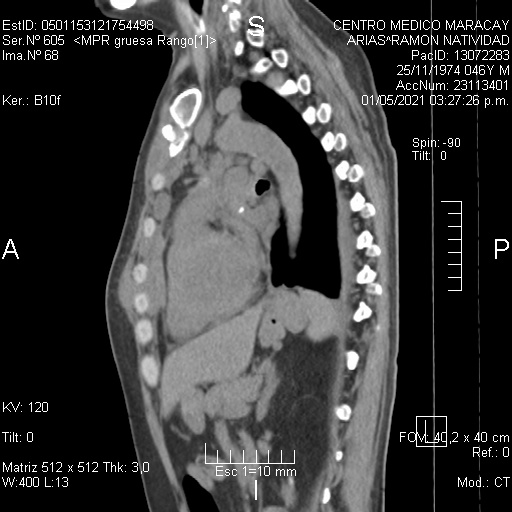 EstID: 0501153121754498
Ser.Nº 605 <MPR gruesa Rango[1]>
Ima.Nº 68
Ker.: B10f
S
CENTRO MEDICO MARACAY
ARIAS^RAMON NATIVIDAD
PacID: 13072283
25/11/1974 046Y M
AccNum: 23113401
01/05/2021 03:27:26 p.m.
Spin: -90
Tilt: 0
A
P
KV: 120
Tilt: 0
Matriz 512 x 512 Thk: 3,0
W:400 L:13
Esc 1=10 mm
I
FOM: 40,2 x 40 cm
Ref.: 0
Mod.: CT